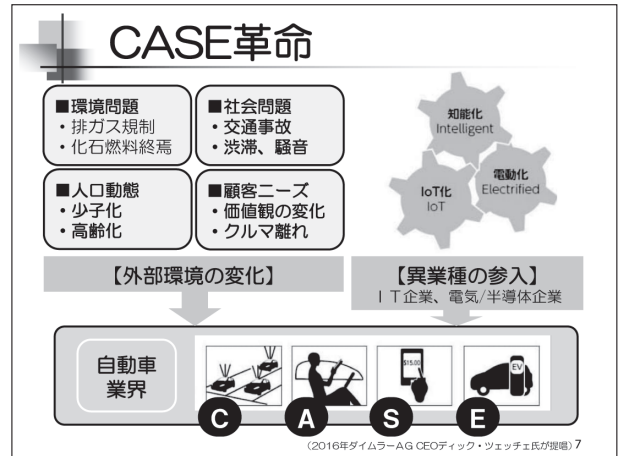 CASE革命
■環境問題
・排ガス規制
・化石燃料終焉
■社会問題
・交通事故
・渋滞、騒音
■人口動態
・少子化
・高齢化
■顧客ニーズ
・価値観の変化
・クルマ離れ
知能化
Intelligent
電動化
Electrified
IoT化
IoT
【外部環境の変化】
【異業種の参入】
IT企業、電気/半導体企業
自動車
業界
$15.00
EV
C
A
S
E
(2016年ダイムラーAG CEOディック・ツェッチェ氏が提唱) 7